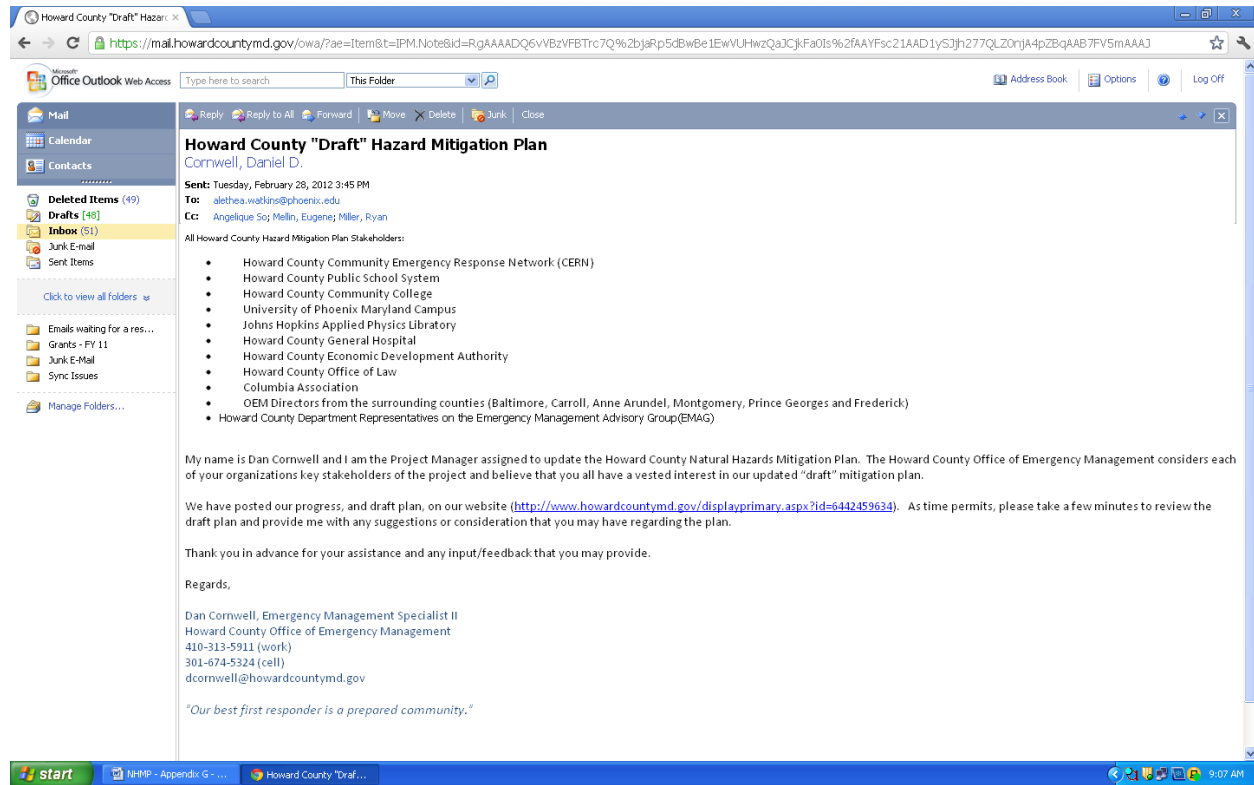 Howard County "Draft" Hazard
https://mail.howardcountymd.gov/owa/?ae=Item&t=IPM.Note&id=
Microsoft
Office Outlook Web Access Type here to search This Folder Address Book Options Log Off
Mail Reply Reply to All Forward Move Delete Junk Close
Calendar
Contacts
Howard County "Draft" Hazard Mitigation Plan
Cornwell, Daniel D.
Sent: Tuesday, February 28, 2012 3:45 PM
To: alethea.watkins@phoenix.edu
Cc: Angelique So; Mellin, Eugene; Miller, Ryan
Deleted Items (49)
Drafts [48]
Inbox (51)
Junk E-mail
Sent Items
Click to view all folders
Emails waiting for a res...
Grants - FY 11
Junk E-Mail
Sync Issues
Manage Folders...
All Howard County Hazard Mitigation Plan Stakeholders:
• Howard County Community Emergency Response Network (CERN)
• Howard County Public School System
• Howard County Community College
• University of Phoenix Maryland Campus
• Johns Hopkins Applied Physics Libratory
• Howard County General Hospital
• Howard County Economic Development Authority
• Howard County Office of Law
• Columbia Association
• OEM Directors from the surrounding counties (Baltimore, Carroll, Anne Arundel, Montgomery, Prince Georges and Frederick)
• Howard County Department Representatives on the Emergency Management Advisory Group(EMAG)
My name is Dan Cornwell and I am the Project Manager assigned to update the Howard County Natural Hazards Mitigation Plan. The Howard County Office of Emergency Management considers each
of your organizations key stakeholders of the project and believe that you all have a vested interest in our updated “draft” mitigation plan.
We have posted our progress, and draft plan, on our website (http://www.howardcountymd.gov/displayprimary.aspx?id=6442459634). As time permits, please take a few minutes to review the
draft plan and provide me with any suggestions or consideration that you may have regarding the plan.
Thank you in advance for your assistance and any input/feedback that you may provide.
Regards,
Dan Cornwell, Emergency Management Specialist II
Howard County Office of Emergency Management
410-313-5911 (work)
301-674-5324 (cell)
dcornwell@howardcountymd.gov
"Our best first responder is a prepared community."
start NHMP - Appendix G - ... Howard County "Draf... 9:07 AM